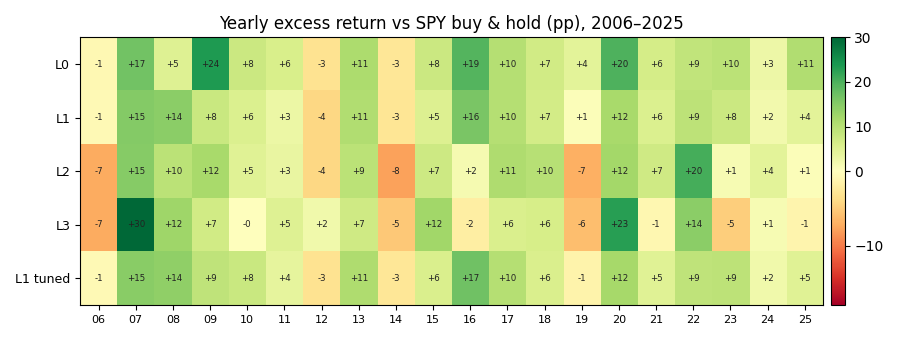 Yearly excess return vs SPY buy & hold (pp), 2006–2025
L0 -1 +17 +5 +24 +8 +6 -3 +11 -3 +8 +19 +10 +7 +4 +20 +6 +9 +10 +3 +11
L1 -1 +15 +14 +8 +6 +3 -4 +11 -3 +5 +16 +10 +7 +1 +12 +6 +9 +8 +2 +4
L2 -7 +15 +10 +12 +5 +3 -4 +9 -8 +7 +2 +11 +10 -7 +12 +7 +20 +1 +4 +1
L3 -7 +30 +12 +7 -0 +5 +2 +7 -5 +12 -2 +6 +6 -6 +23 -1 +14 -5 +1 -1
L1 tuned -1 +15 +14 +9 +8 +4 -3 +11 -3 +6 +17 +10 +6 -1 +12 +5 +9 +9 +2 +5
06 07 08 09 10 11 12 13 14 15 16 17 18 19 20 21 22 23 24 25
30
20
10
0
−10